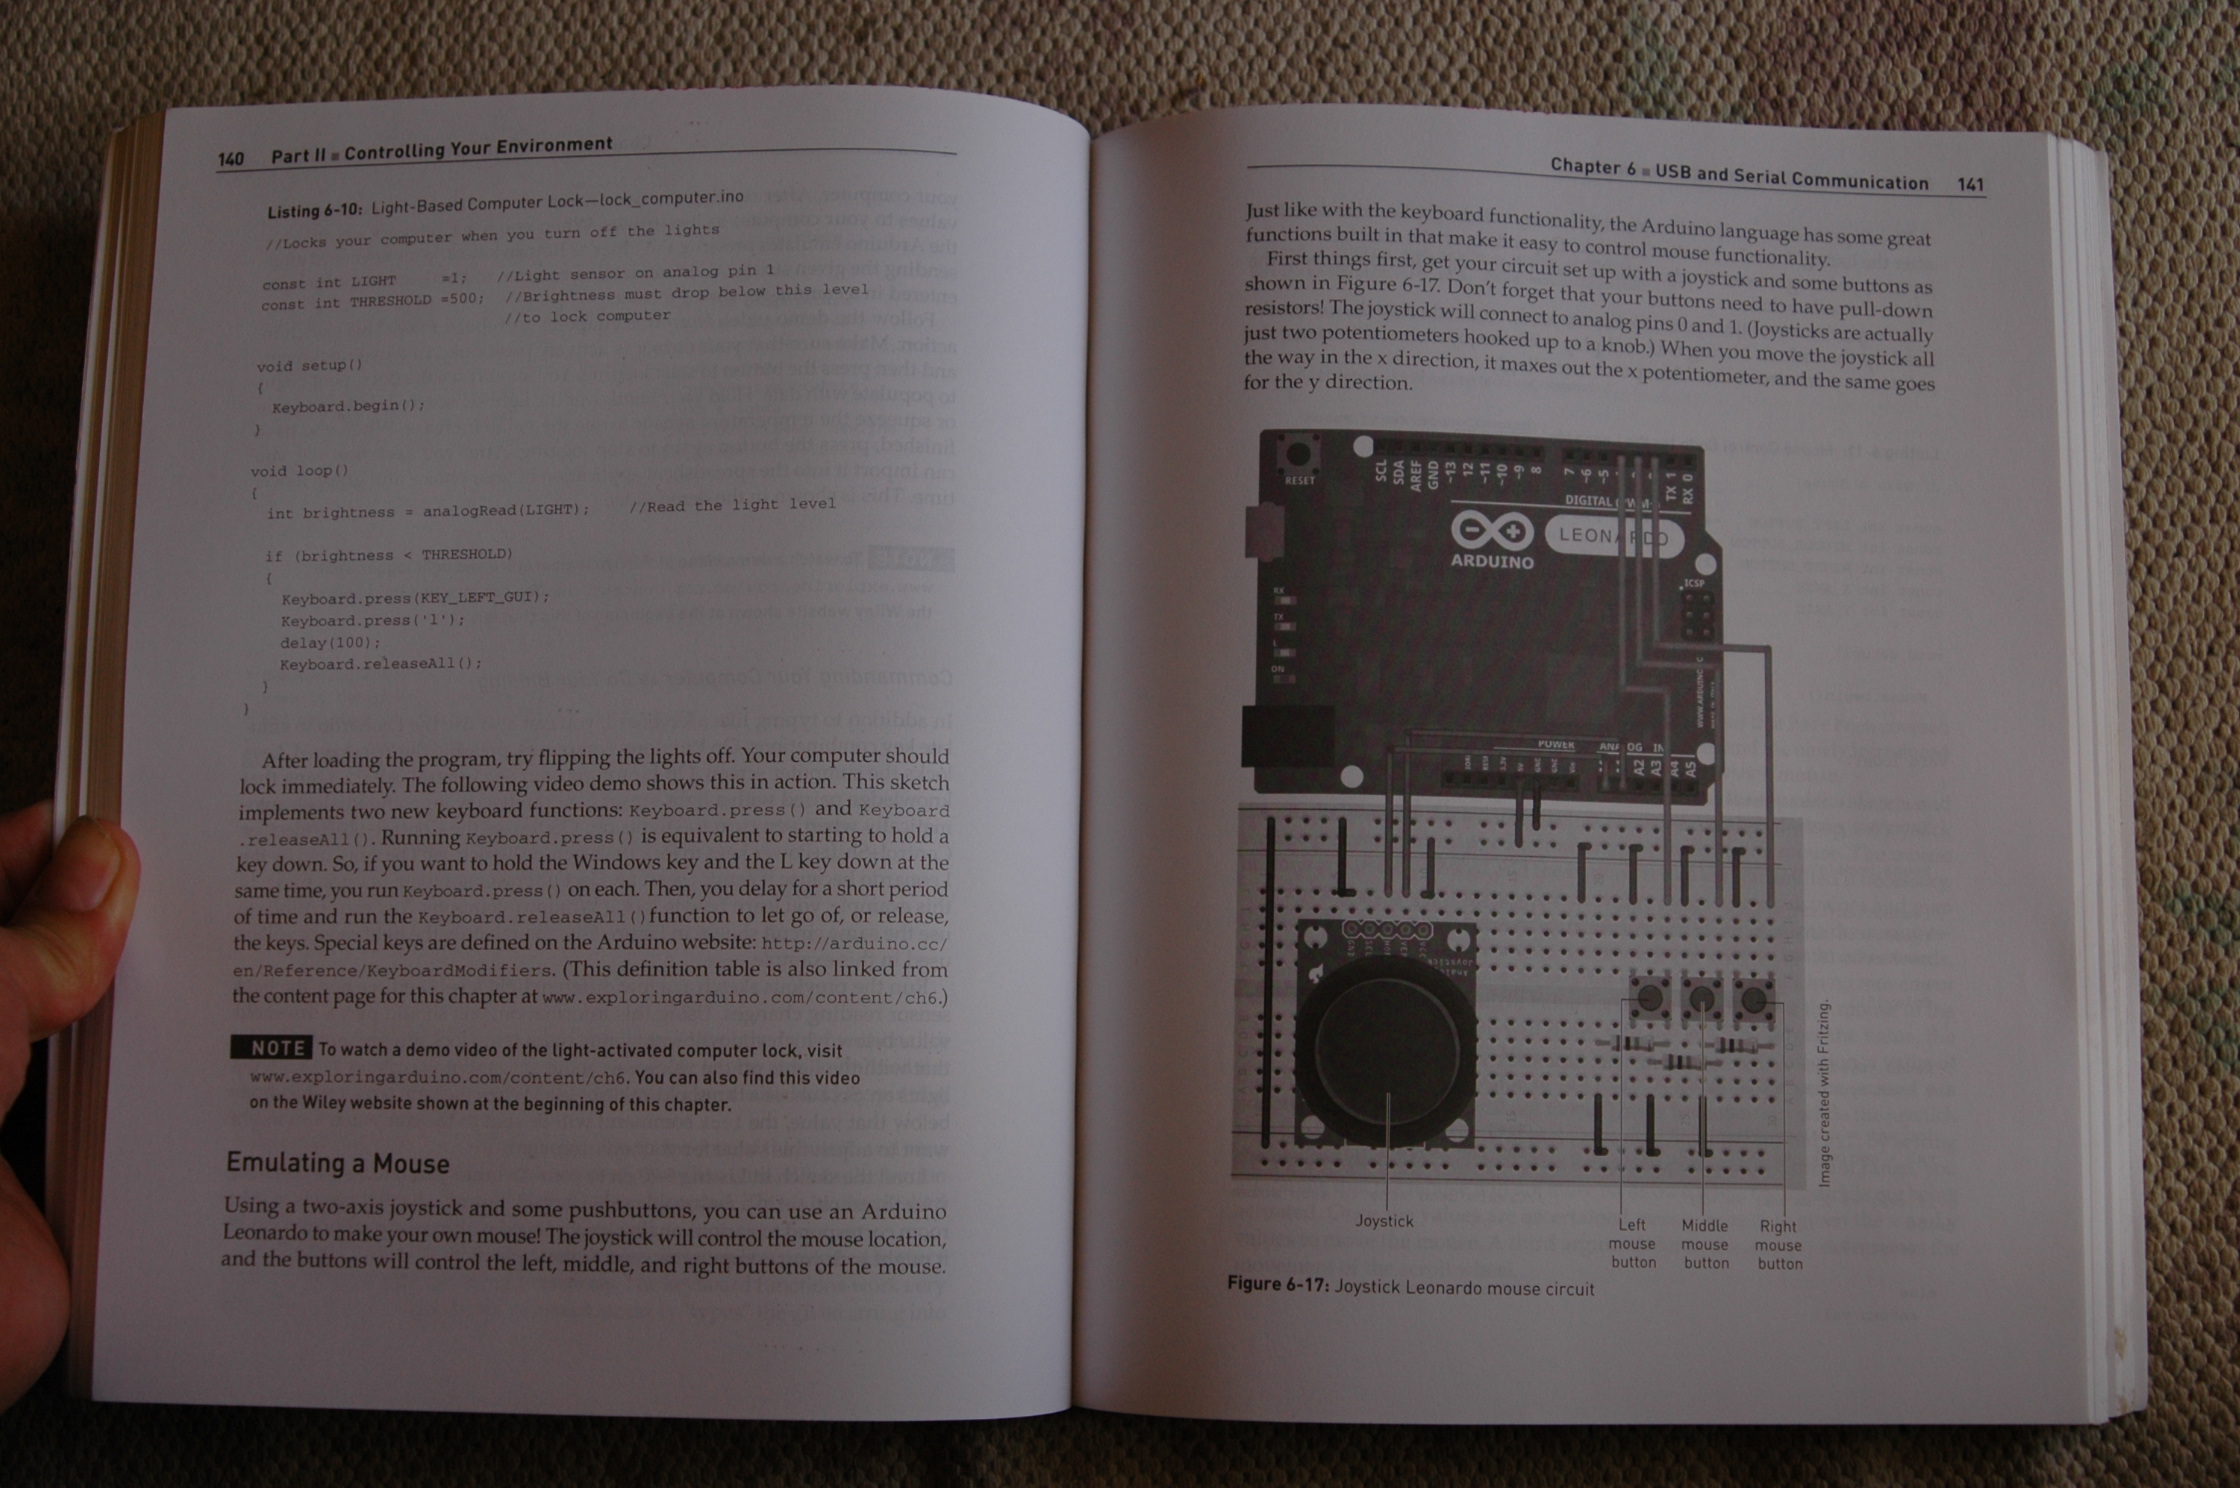 140 Part II ■ Controlling Your Environment
Listing 6-10: Light-Based Computer Lock—lock_computer.ino
//Locks your computer when you turn off the lights
const int LIGHT     =1;   //Light sensor on analog pin 1
const int THRESHOLD =500;  //Brightness must drop below this level
//to lock computer
void setup()
{
Keyboard.begin();
}
void loop()
{
int brightness = analogRead(LIGHT);    //Read the light level
if (brightness < THRESHOLD)
{
Keyboard.press(KEY_LEFT_GUI);
Keyboard.press('l');
delay(100);
Keyboard.releaseAll();
}
}
After loading the program, try flipping the lights off. Your computer should
lock immediately. The following video demo shows this in action. This sketch
implements two new keyboard functions: Keyboard.press() and Keyboard
.releaseAll(). Running Keyboard.press() is equivalent to starting to hold a
key down. So, if you want to hold the Windows key and the L key down at the
same time, you run Keyboard.press() on each. Then, you delay for a short period
of time and run the Keyboard.releaseAll() function to let go of, or release,
the keys. Special keys are defined on the Arduino website: http://arduino.cc/
en/Reference/KeyboardModifiers. (This definition table is also linked from
the content page for this chapter at www.exploringarduino.com/content/ch6.)
NOTE To watch a demo video of the light-activated computer lock, visit
www.exploringarduino.com/content/ch6. You can also find this video
on the Wiley website shown at the beginning of this chapter.
Emulating a Mouse
Using a two-axis joystick and some pushbuttons, you can use an Arduino
Leonardo to make your own mouse! The joystick will control the mouse location,
and the buttons will control the left, middle, and right buttons of the mouse.
Chapter 6 ■ USB and Serial Communication 141
Just like with the keyboard functionality, the Arduino language has some great
functions built in that make it easy to control mouse functionality.
First things first, get your circuit set up with a joystick and some buttons as
shown in Figure 6-17. Don't forget that your buttons need to have pull-down
resistors! The joystick will connect to analog pins 0 and 1. (Joysticks are actually
just two potentiometers hooked up to a knob.) When you move the joystick all
the way in the x direction, it maxes out the x potentiometer, and the same goes
for the y direction.
RESET
SCL
SDA
AREF
GND
~13
12
~11
~10
~9
8
7
~6
~5
TX 1
RX 0
DIGITAL
LEONARDO
ARDUINO
ICSP
RX
TX
L
ON
POWER
ANALOG IN
A2
A3
A4
A5
Joystick
Left
mouse
button
Middle
mouse
button
Right
mouse
button
Image created with Fritzing.
Figure 6-17: Joystick Leonardo mouse circuit